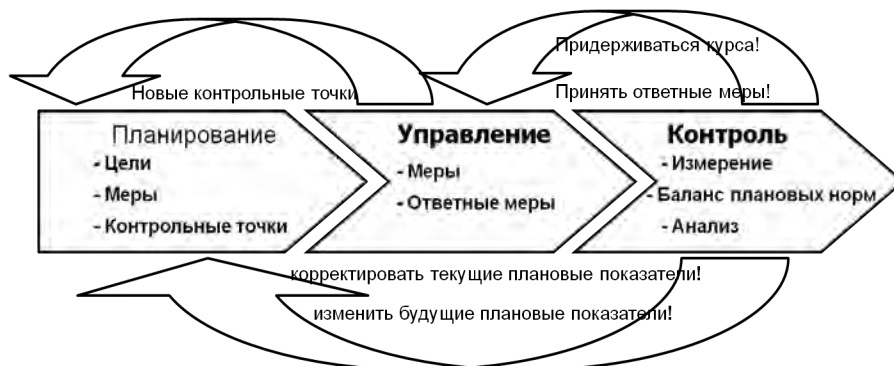 Придерживаться курса!
Новые контрольные точки
Принять ответные меры!
Планирование
- Цели
- Меры
- Контрольные точки
Управление
- Меры
- Ответные меры
Контроль
- Измерение
- Баланс плановых норм
- Анализ
корректировать текущие плановые показатели!
изменить будущие плановые показатели!